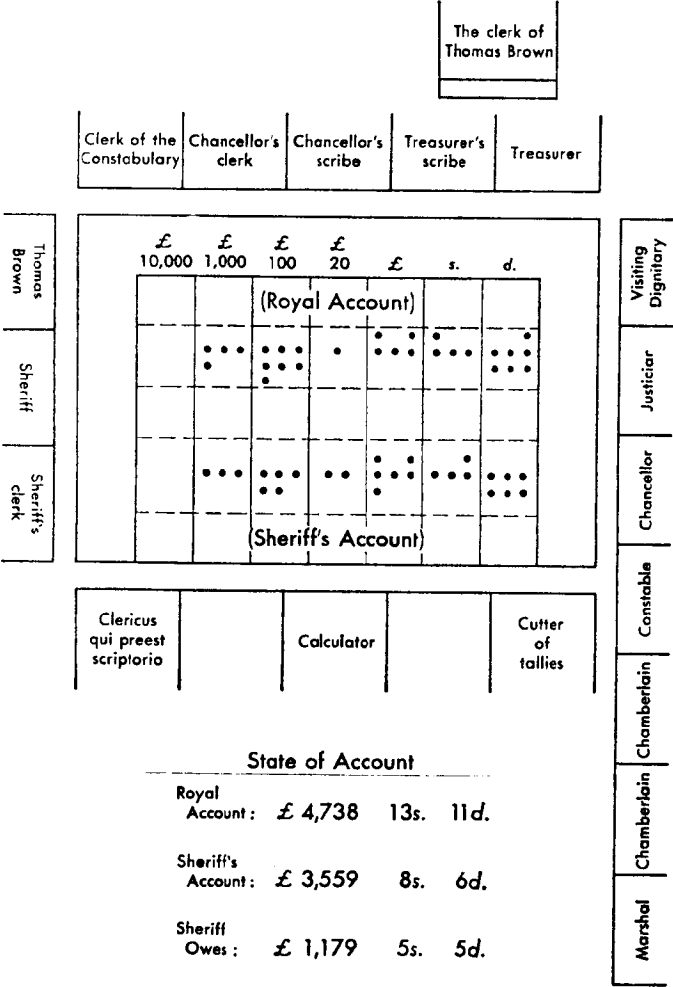 The clerk of
Thomas Brown
Clerk of the
Constabulary
Chancellor's
clerk
Chancellor's
scribe
Treasurer's
scribe
Treasurer
Thomas
Brown
Sheriff
Sheriff's
clerk
£
10,000
£
1,000
£
100
£
20
£
s.
d.
(Royal Account)
(Sheriff's Account)
Visiting
Dignitary
Justiciar
Chancellor
Constable
Chamberlain
Chamberlain
Marshal
Clericus
qui preest
scriptorio
Calculator
Cutter
of
tallies
State of Account
Royal
Account: £ 4,738 13s. 11d.
Sheriff's
Account: £ 3,559 8s. 6d.
Sheriff
Owes: £ 1,179 5s. 5d.